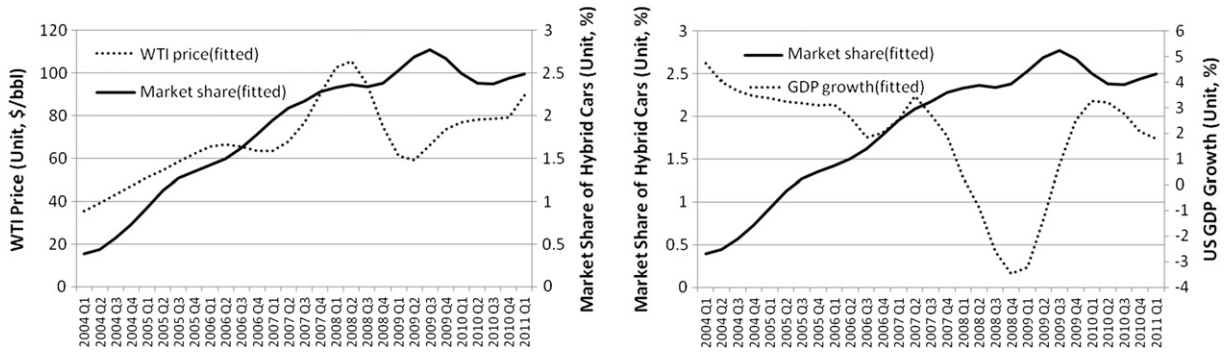 WTI Price (Unit, $/bbl)
120
100
80
60
40
20
0
WTI price(fitted)
Market share(fitted)
3
2.5
2
1.5
1
0.5
0
Market Share of Hybrid Cars (Unit, %)
2004 Q1
2004 Q2
2004 Q3
2004 Q4
2005 Q1
2005 Q2
2005 Q3
2005 Q4
2006 Q1
2006 Q2
2006 Q3
2006 Q4
2007 Q1
2007 Q2
2007 Q3
2007 Q4
2008 Q1
2008 Q2
2008 Q3
2008 Q4
2009 Q1
2009 Q2
2009 Q3
2009 Q4
2010 Q1
2010 Q2
2010 Q3
2010 Q4
2011 Q1
Market Share of Hybrid Cars (Unit, %)
3
2.5
2
1.5
1
0.5
0
Market share(fitted)
GDP growth(fitted)
6
5
4
3
2
1
0
-1
-2
-3
-4
US GDP Growth (Unit, %)
2004 Q1
2004 Q2
2004 Q3
2004 Q4
2005 Q1
2005 Q2
2005 Q3
2005 Q4
2006 Q1
2006 Q2
2006 Q3
2006 Q4
2007 Q1
2007 Q2
2007 Q3
2007 Q4
2008 Q1
2008 Q2
2008 Q3
2008 Q4
2009 Q1
2009 Q2
2009 Q3
2009 Q4
2010 Q1
2010 Q2
2010 Q3
2010 Q4
2011 Q1